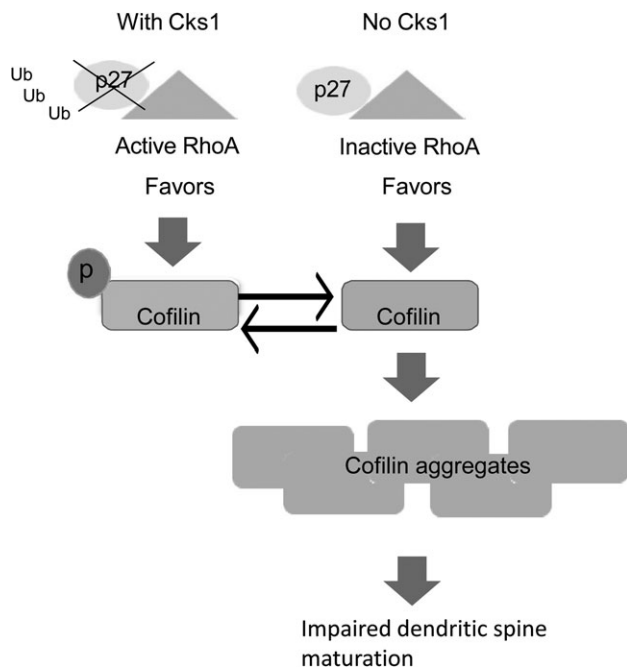 With Cks1
No Cks1
Ub
Ub
Ub
p27
p27
Active RhoA
Inactive RhoA
Favors
Favors
p
Cofilin
Cofilin
Cofilin aggregates
Impaired dendritic spine
maturation